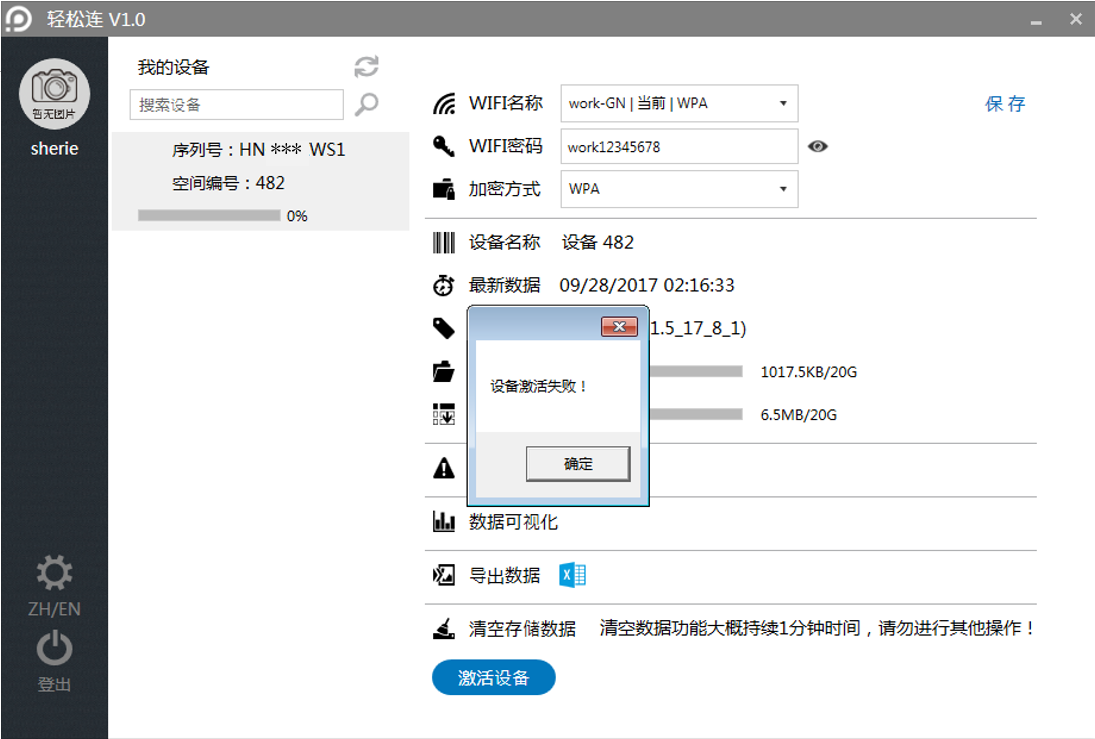 轻松连 V1.0
暂无图片
sherie
ZH/EN
登出
我的设备
搜索设备
序列号：HN *** WS1
空间编号：482
0%
WIFI名称 work-GN | 当前 | WPA 保 存
WIFI密码 work12345678
加密方式 WPA
设备名称 设备 482
最新数据 09/28/2017 02:16:33
1.5_17_8_1)
1017.5KB/20G
6.5MB/20G
设备激活失败！
确定
数据可视化
导出数据
清空存储数据 清空数据功能大概持续1分钟时间，请勿进行其他操作！
激活设备